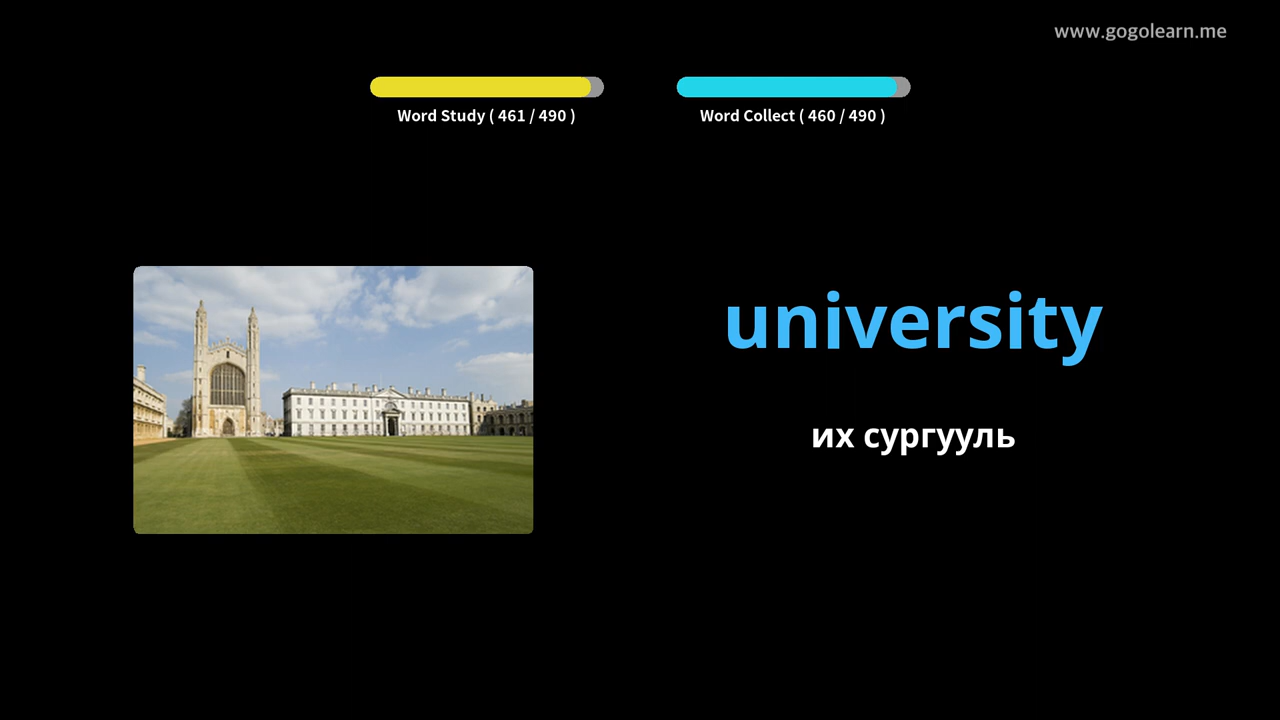 www.gogolearn.me
Word Study ( 461 / 490 )
Word Collect ( 460 / 490 )
university
их сургууль